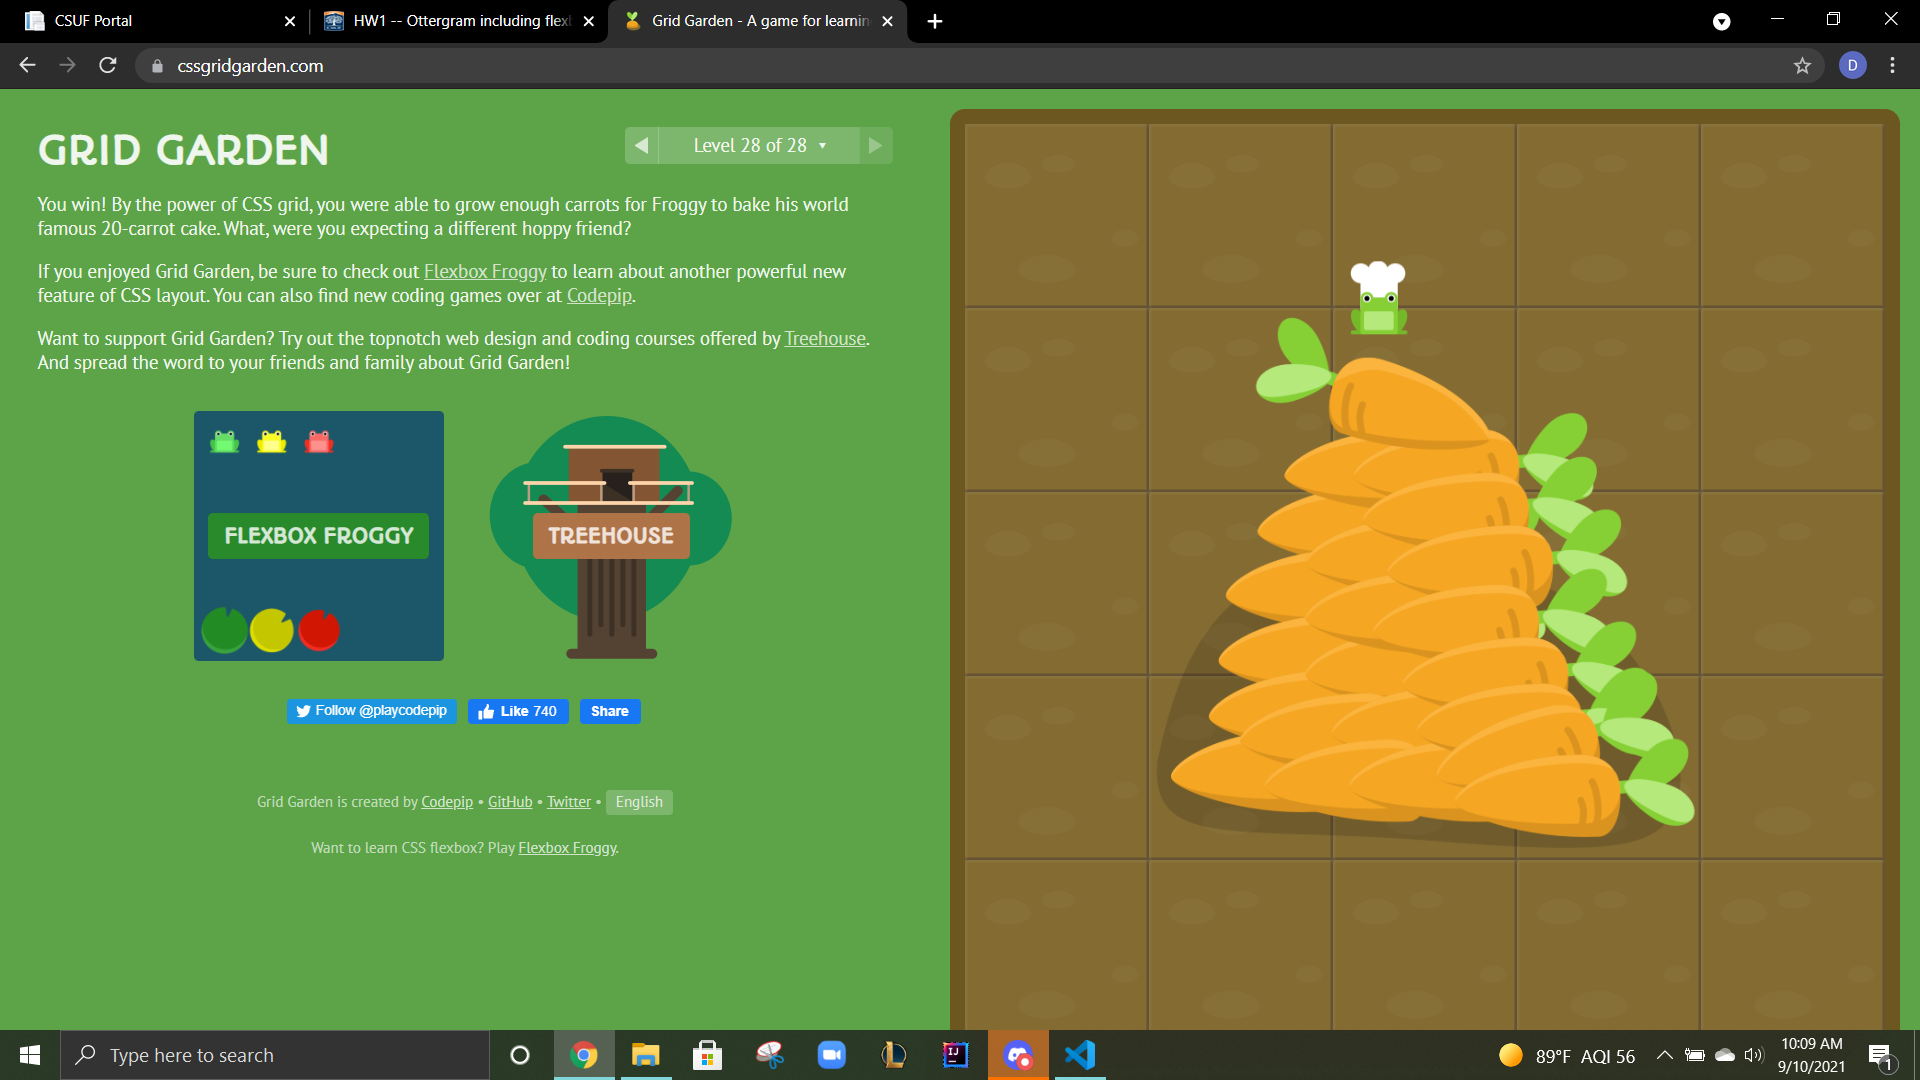 CSUF Portal
HW1 -- Ottergram including flex
Grid Garden - A game for learnin
cssgridgarden.com
D
GRID GARDEN
Level 28 of 28
You win! By the power of CSS grid, you were able to grow enough carrots for Froggy to bake his world
famous 20-carrot cake. What, were you expecting a different hoppy friend?
If you enjoyed Grid Garden, be sure to check out Flexbox Froggy to learn about another powerful new
feature of CSS layout. You can also find new coding games over at Codepip.
Want to support Grid Garden? Try out the topnotch web design and coding courses offered by Treehouse.
And spread the word to your friends and family about Grid Garden!
FLEXBOX FROGGY
TREEHOUSE
Follow @playcodepip
Like 740
Share
Grid Garden is created by Codepip • GitHub • Twitter • English
Want to learn CSS flexbox? Play Flexbox Froggy.
Type here to search
IJ
89°F AQI 56
10:09 AM
9/10/2021
1